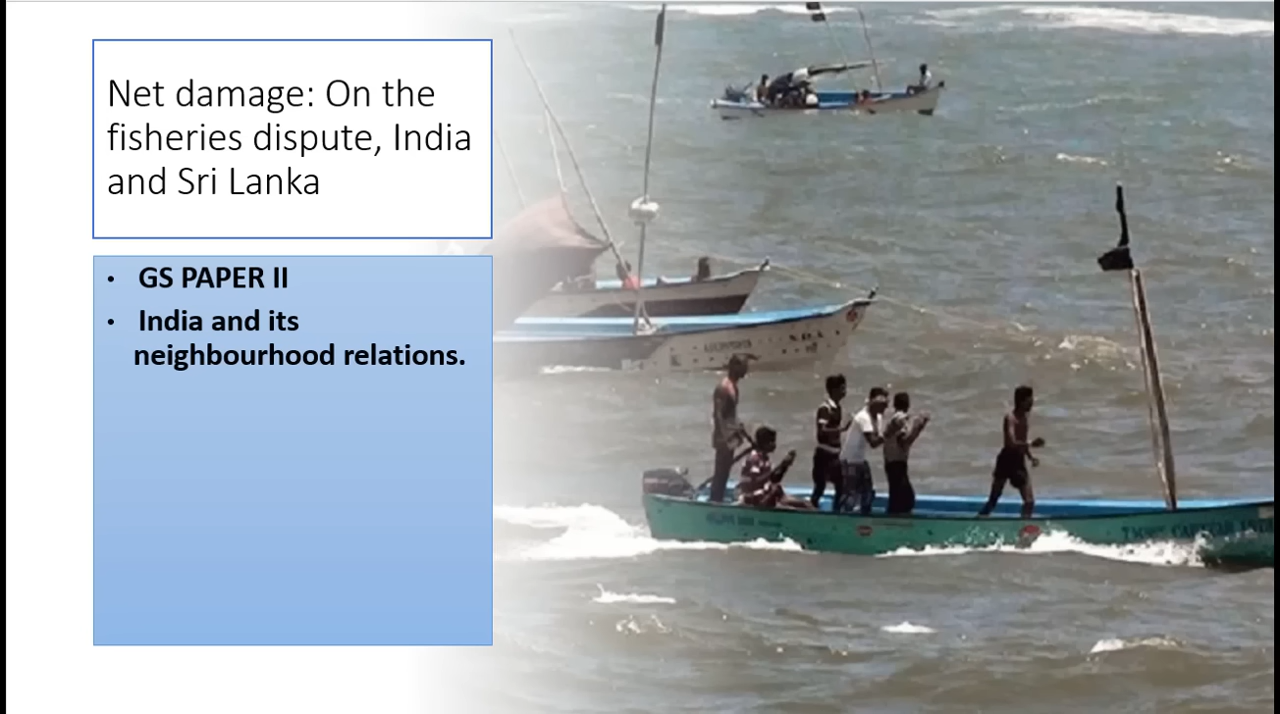 Net damage: On the
fisheries dispute, India
and Sri Lanka
• GS PAPER II
• India and its
neighbourhood relations.